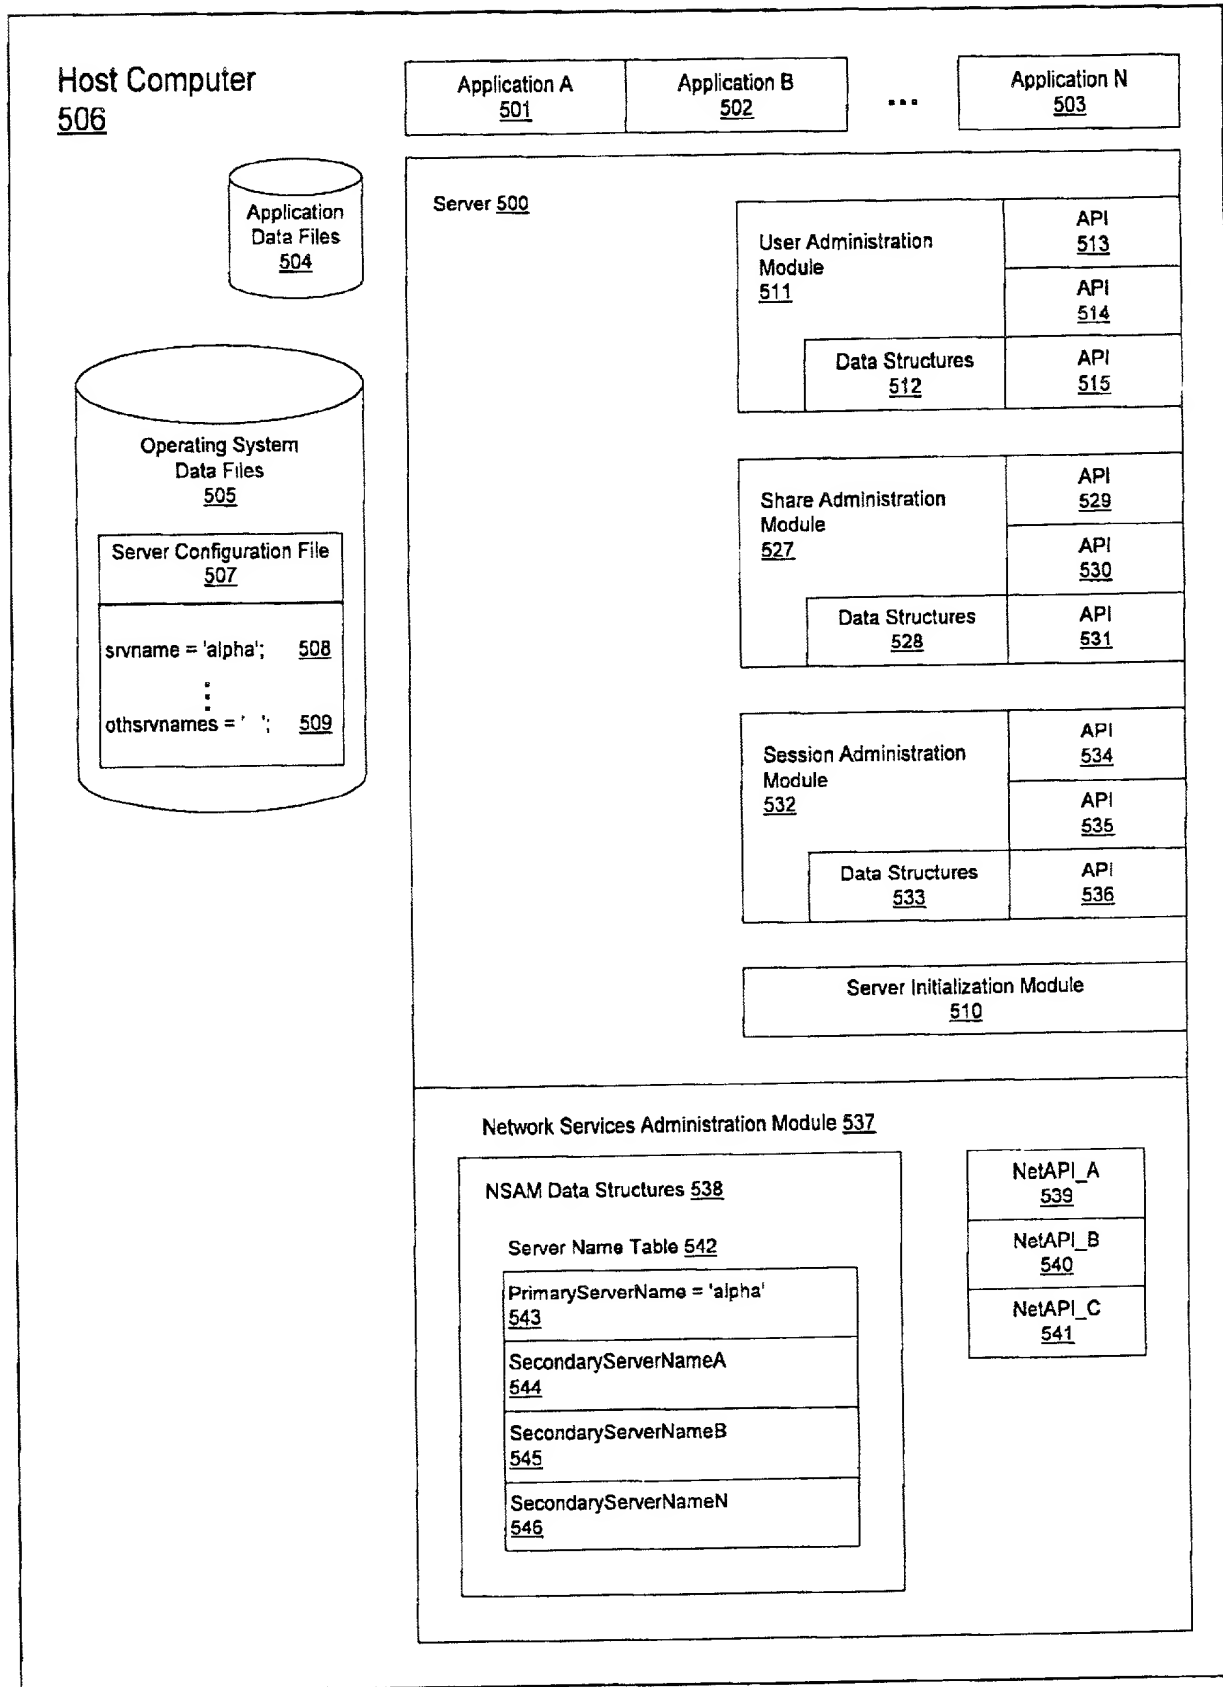 Host Computer
506
Application A
501
Application B
502
...
Application N
503
Application
Data Files
504
Operating System
Data Files
505
Server Configuration File
507
srvname = 'alpha'; 508
othsrvnames = ' '; 509
Server 500
User Administration
Module
511
Data Structures
512
API
513
API
514
API
515
Share Administration
Module
527
Data Structures
528
API
529
API
530
API
531
Session Administration
Module
532
Data Structures
533
API
534
API
535
API
536
Server Initialization Module
510
Network Services Administration Module 537
NSAM Data Structures 538
Server Name Table 542
PrimaryServerName = 'alpha'
543
SecondaryServerNameA
544
SecondaryServerNameB
545
SecondaryServerNameN
546
NetAPI_A
539
NetAPI_B
540
NetAPI_C
541